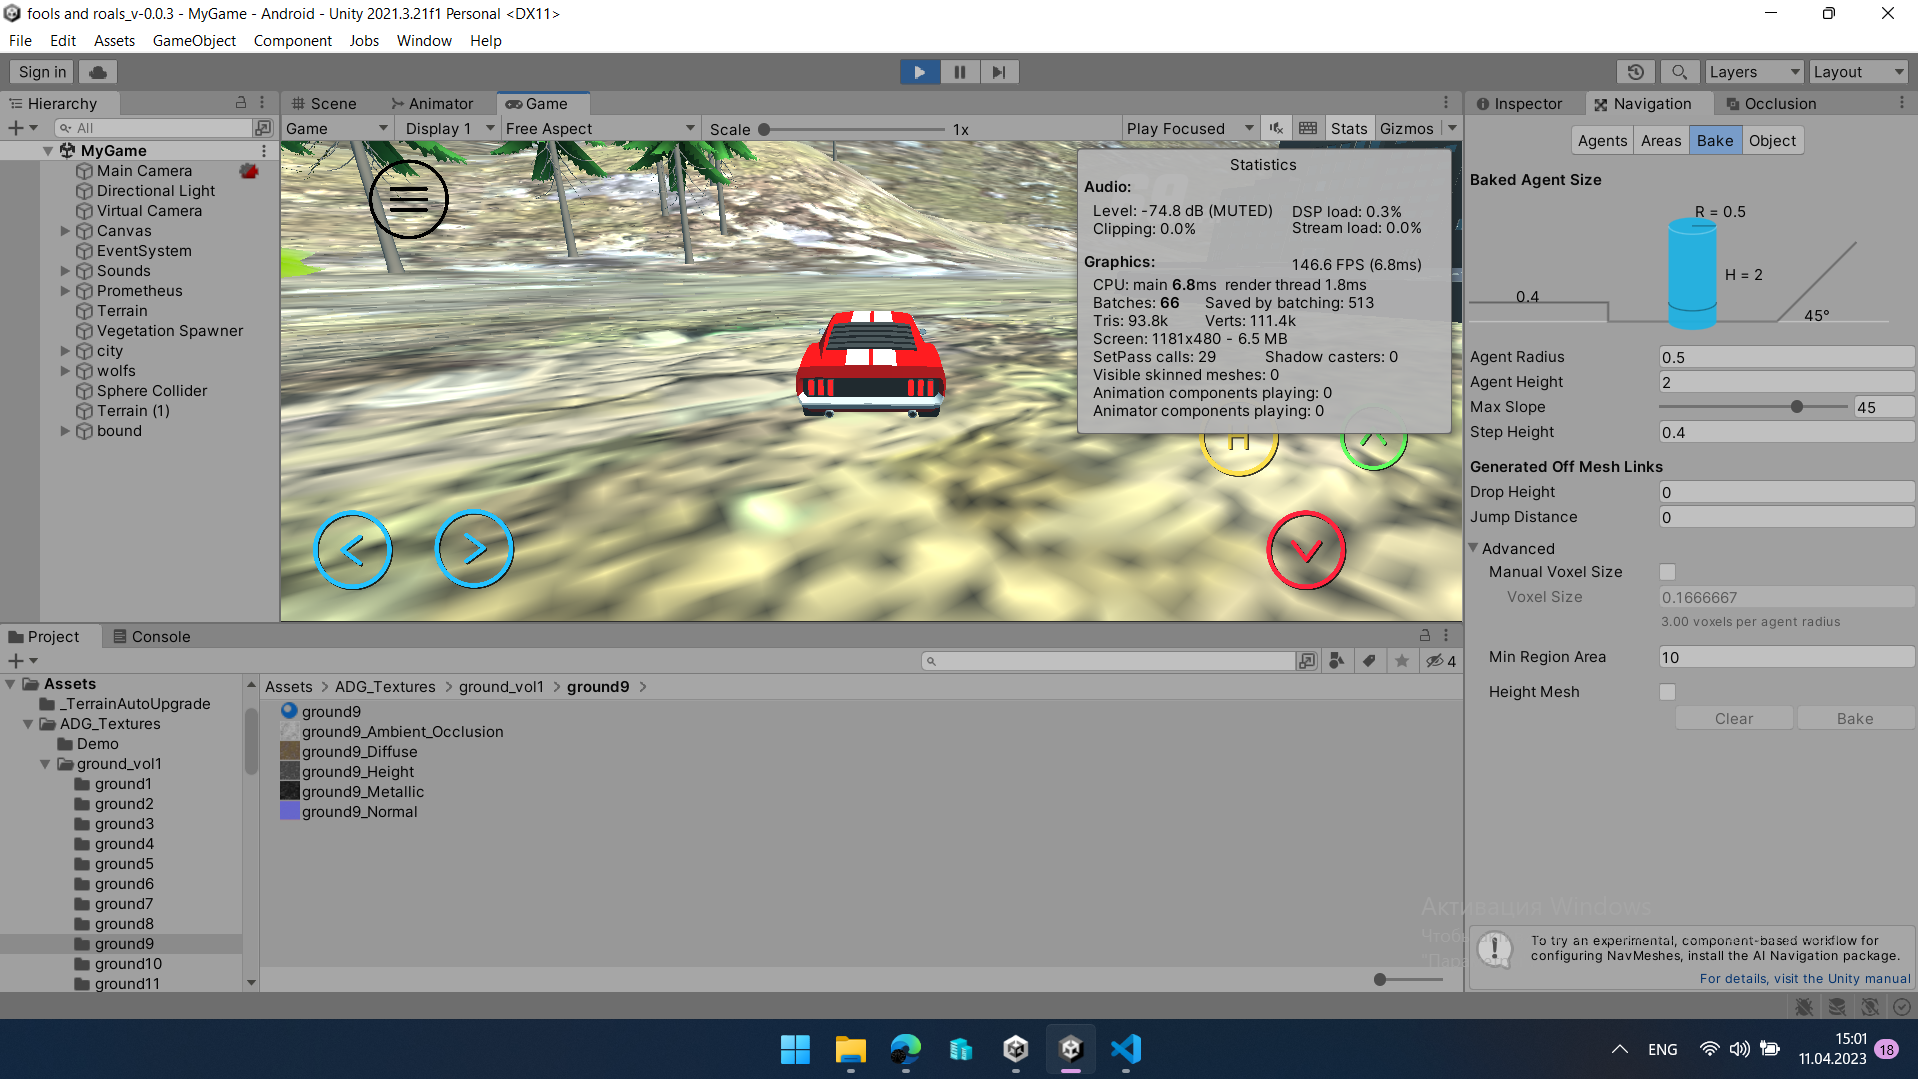 fools and roals_v-0.0.3 - MyGame - Android - Unity 2021.3.21f1 Personal <DX11>
File Edit Assets GameObject Component Jobs Window Help
Sign in
Layers
Layout
Hierarchy
All
MyGame
Main Camera
Directional Light
Virtual Camera
Canvas
EventSystem
Sounds
Prometheus
Terrain
Vegetation Spawner
city
wolfs
Sphere Collider
Terrain (1)
bound
Scene Animator Game
Game Display 1 Free Aspect Scale 1x Play Focused Stats Gizmos
Statistics
Audio:
Level: -74.8 dB (MUTED) DSP load: 0.3%
Clipping: 0.0% Stream load: 0.0%
Graphics: 146.6 FPS (6.8ms)
CPU: main 6.8ms render thread 1.8ms
Batches: 66 Saved by batching: 513
Tris: 93.8k Verts: 111.4k
Screen: 1181x480 - 6.5 MB
SetPass calls: 29 Shadow casters: 0
Visible skinned meshes: 0
Animation components playing: 0
Animator components playing: 0
H
Inspector Navigation Occlusion
Agents Areas Bake Object
Baked Agent Size
R = 0.5
H = 2
0.4
45°
Agent Radius 0.5
Agent Height 2
Max Slope 45
Step Height 0.4
Generated Off Mesh Links
Drop Height 0
Jump Distance 0
Advanced
Manual Voxel Size
Voxel Size 0.1666667
3.00 voxels per agent radius
Min Region Area 10
Height Mesh
Clear Bake
Активация Windows
To try an experimental, component-based workflow for
configuring NavMeshes, install the AI Navigation package.
For details, visit the Unity manual
Project Console
4
Assets
_TerrainAutoUpgrade
ADG_Textures
Demo
ground_vol1
ground1
ground2
ground3
ground4
ground5
ground6
ground7
ground8
ground9
ground10
ground11
Assets > ADG_Textures > ground_vol1 > ground9 >
ground9
ground9_Ambient_Occlusion
ground9_Diffuse
ground9_Height
ground9_Metallic
ground9_Normal
ENG
15:01
11.04.2023
18